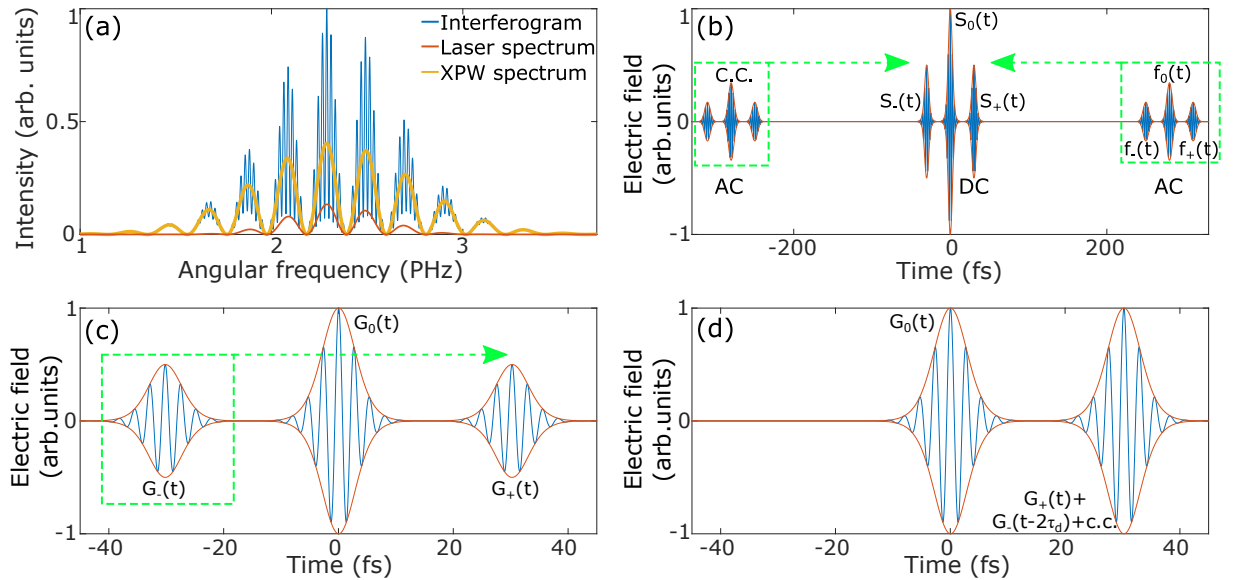 (a)
Interferogram
Laser spectrum
XPW spectrum
Intensity (arb. units)
1
0.5
0
1
2
3
Angular frequency (PHz)
(b)
S₀(t)
C.C.
f₀(t)
S₋(t)
S₊(t)
f₋(t)
f₊(t)
AC
DC
AC
Electric field
(arb.units)
1
0
-1
-200
0
200
Time (fs)
(c)
G₀(t)
G₋(t)
G₊(t)
Electric field
(arb.units)
1
0
-1
-40
-20
0
20
40
Time (fs)
(d)
G₀(t)
G₊(t)+
G₋(t-2τd)+c.c.
Electric field
(arb.units)
1
0
-1
-40
-20
0
20
40
Time (fs)